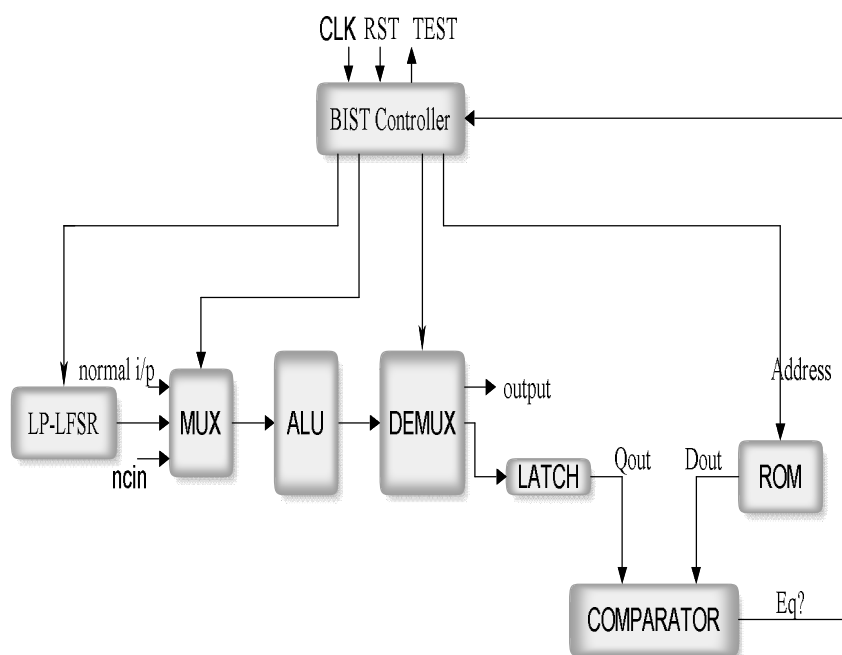 CLK RST TEST
BIST Controller
normal i/p
Address
LP-LFSR
MUX
ALU
DEMUX
output
ncin
LATCH
Qout
Dout
ROM
COMPARATOR
Eq?